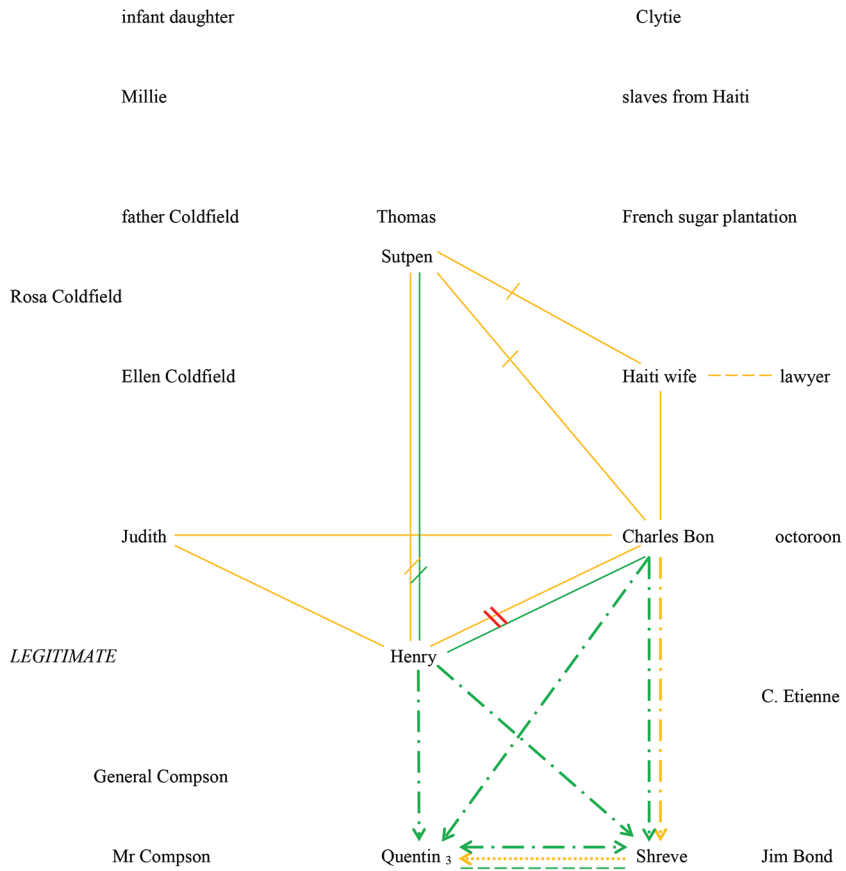 infant daughter Clytie
Millie slaves from Haiti
father Coldfield Thomas French sugar plantation
Sutpen
Rosa Coldfield
Ellen Coldfield Haiti wife lawyer
Judith Charles Bon octoroon
LEGITIMATE Henry
C. Etienne
General Compson
Mr Compson Quentin 3 Shreve Jim Bond